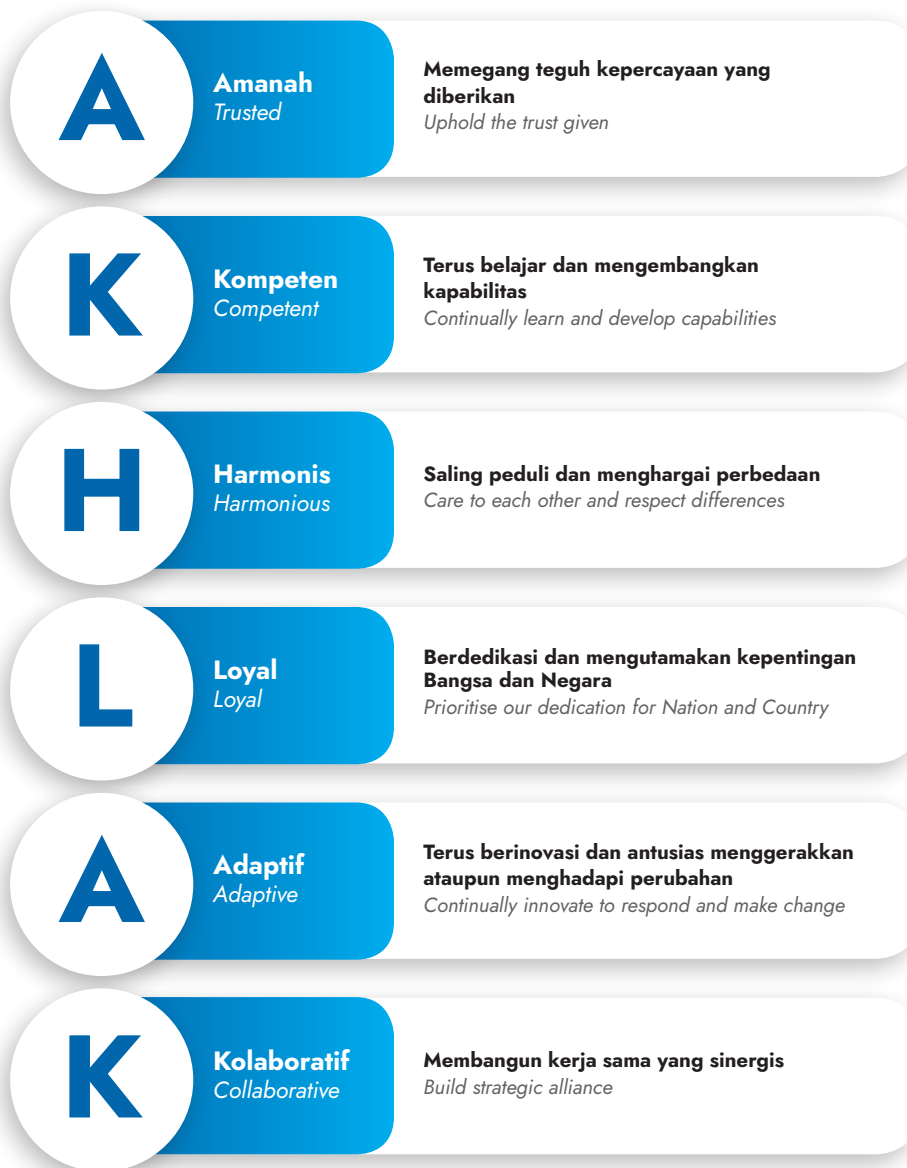 A
Amanah
Trusted
Memegang teguh kepercayaan yang
diberikan
Uphold the trust given
K
Kompeten
Competent
Terus belajar dan mengembangkan
kapabilitas
Continually learn and develop capabilities
H
Harmonis
Harmonious
Saling peduli dan menghargai perbedaan
Care to each other and respect differences
L
Loyal
Loyal
Berdedikasi dan mengutamakan kepentingan
Bangsa dan Negara
Prioritise our dedication for Nation and Country
A
Adaptif
Adaptive
Terus berinovasi dan antusias menggerakkan
ataupun menghadapi perubahan
Continually innovate to respond and make change
K
Kolaboratif
Collaborative
Membangun kerja sama yang sinergis
Build strategic alliance